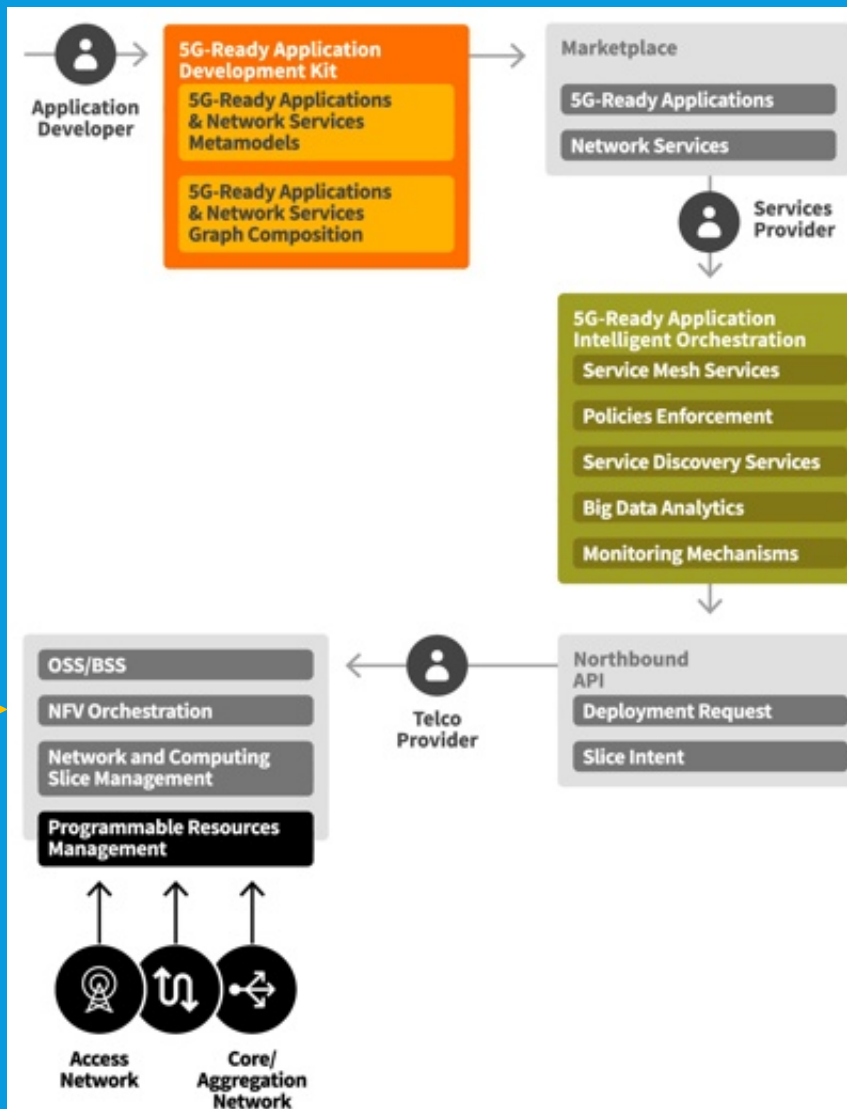 Application
Developer
5G-Ready Application
Development Kit
5G-Ready Applications
& Network Services
Metamodels
5G-Ready Applications
& Network Services
Graph Composition
Marketplace
5G-Ready Applications
Network Services
Services
Provider
5G-Ready Application
Intelligent Orchestration
Service Mesh Services
Policies Enforcement
Service Discovery Services
Big Data Analytics
Monitoring Mechanisms
Northbound
API
Deployment Request
Slice Intent
Telco
Provider
OSS/BSS
NFV Orchestration
Network and Computing
Slice Management
Programmable Resources
Management
Access
Network
Core/
Aggregation
Network